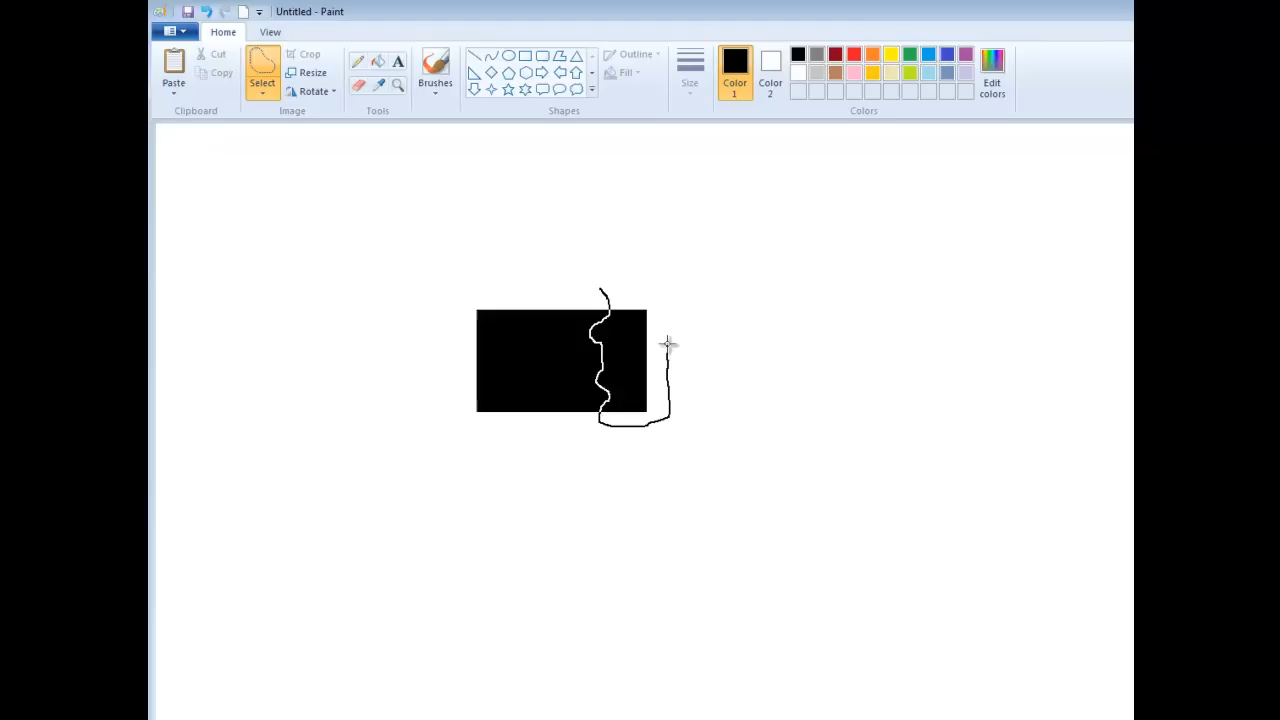 Untitled - Paint
Home View
Paste
Cut
Copy
Clipboard
Select
Crop
Resize
Rotate
Image
A
Tools
Brushes
Outline
Fill
Shapes
Size
Color
1
Color
2
Edit
colors
Colors